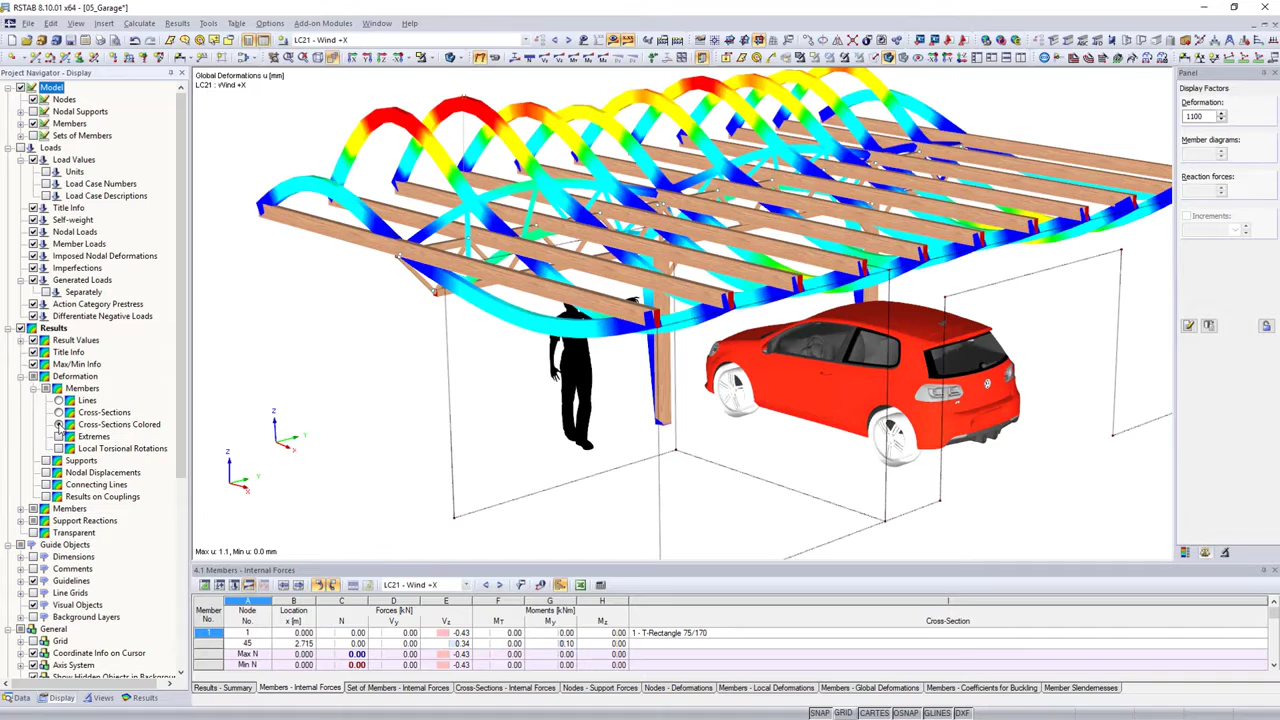 RSTAB 8.10.01 x64 - [05_Garage*]
File Edit View Insert Calculate Results Tools Table Options Add-on Modules Window Help
LC21 - Wind +X
Project Navigator - Display
Model
Nodes
Nodal Supports
Members
Sets of Members
Loads
Load Values
Units
Load Case Numbers
Load Case Descriptions
Title Info
Self-weight
Nodal Loads
Member Loads
Imposed Nodal Deformations
Imperfections
Generated Loads
Separately
Action Category Prestress
Differentiate Negative Loads
Results
Result Values
Title Info
Max/Min Info
Deformation
Members
Lines
Cross-Sections
Cross-Sections Colored
Extremes
Local Torsional Rotations
Supports
Nodal Displacements
Connecting Lines
Results on Couplings
Members
Support Reactions
Transparent
Guide Objects
Dimensions
Comments
Guidelines
Line Grids
Visual Objects
Background Layers
General
Grid
Coordinate Info on Cursor
Axis System
Show Hidden Objects in Backgrour
Data Display Views Results
Global Deformations u [mm]
LC21 : Wind +X
Z
Y
X
Z
Y
X
Max u: 1.1, Min u: 0.0 mm
Panel
Display Factors
Deformation:
1100
Member diagrams:
Reaction forces:
Increments:
4.1 Members - Internal Forces
LC21 - Wind +X
A B C D E F G H I
Member Node Location Forces [kN] Moments [kNm]
No. No. x [m] N Vy Vz MT My Mz Cross-Section
1 1 0.000 0.00 0.00 -0.43 0.00 0.00 0.00 1 - T-Rectangle 75/170
45 2.715 0.00 0.00 0.34 0.00 0.10 0.00
Max N 0.000 0.00 0.00 -0.43 0.00 0.00 0.00
Min N 0.000 0.00 0.00 -0.43 0.00 0.00 0.00
Results - Summary Members - Internal Forces Set of Members - Internal Forces Cross-Sections - Internal Forces Nodes - Support Forces Nodes - Deformations Members - Local Deformations Members - Global Deformations Members - Coefficients for Buckling Member Slendernesses
SNAP GRID CARTES OSNAP GLINES DXF